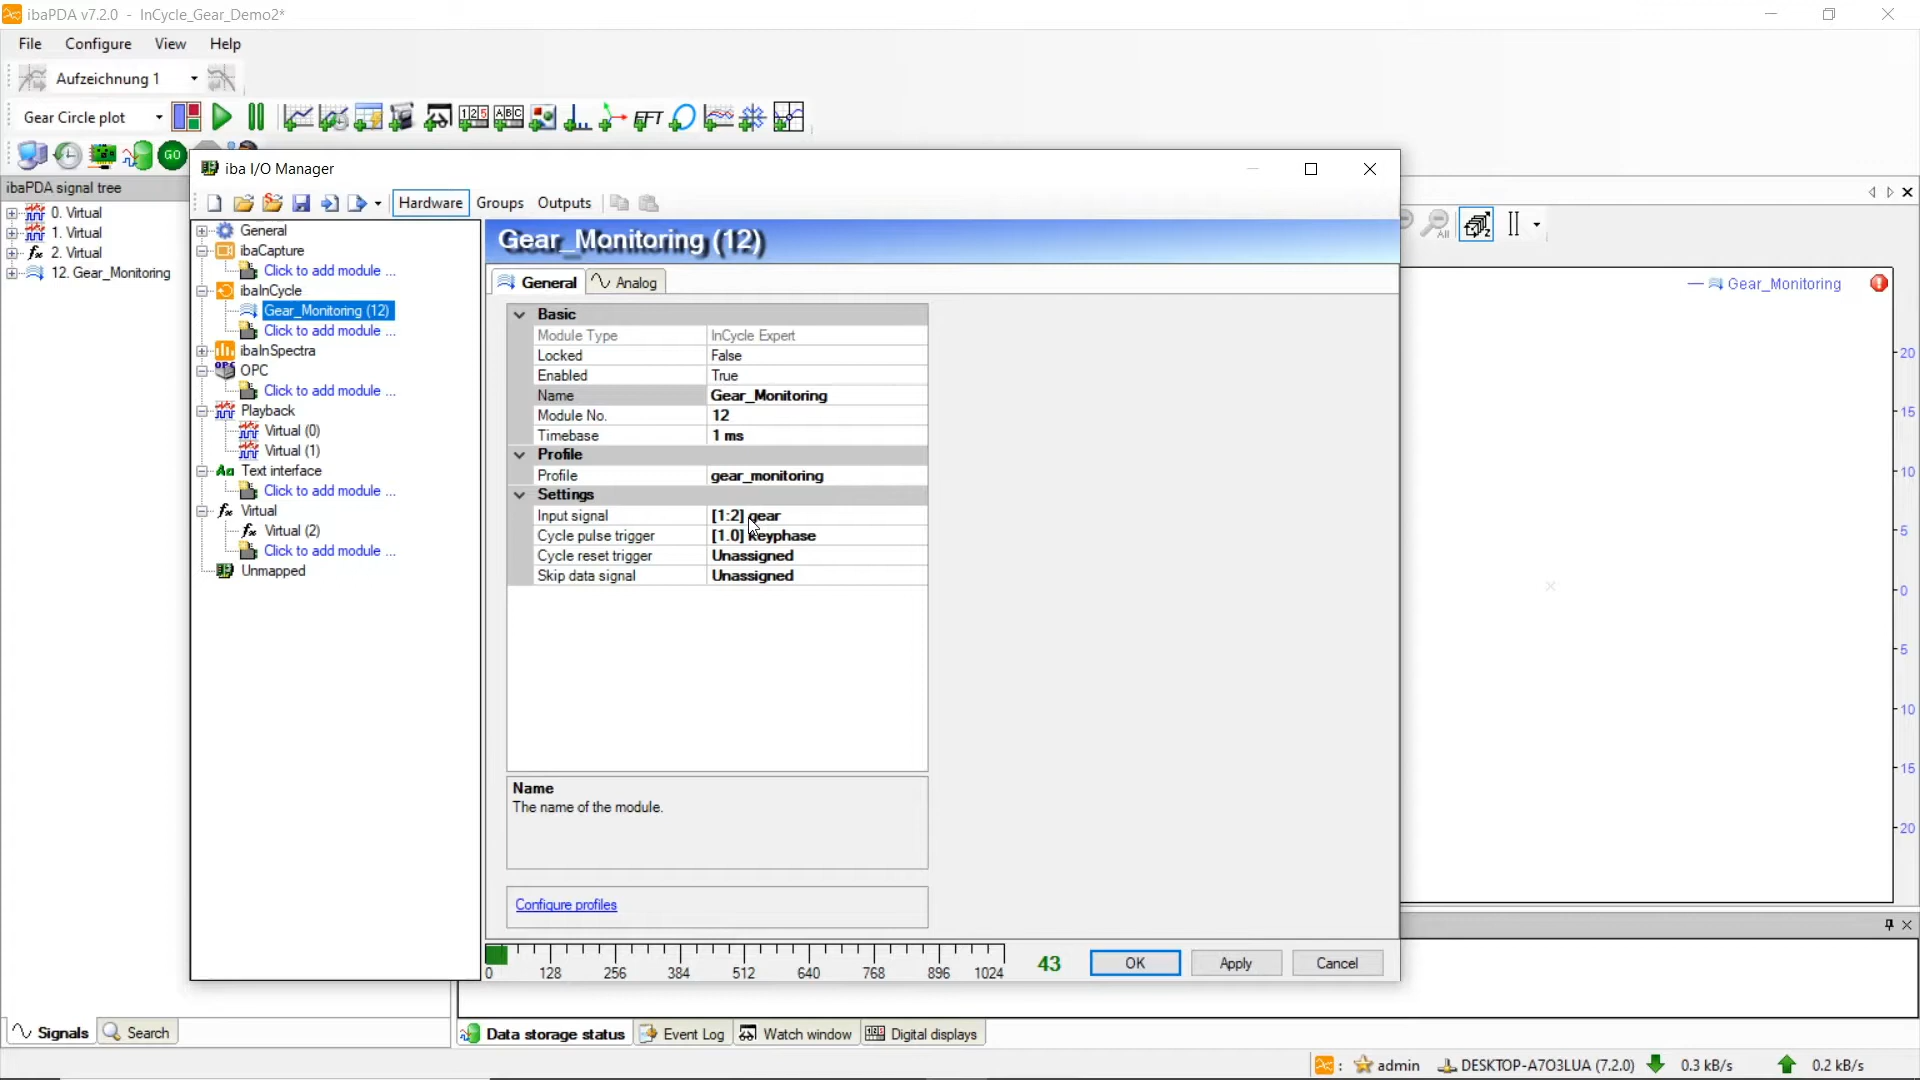 ibaPDA v7.2.0 - InCycle_Gear_Demo2*
File Configure View Help
Aufzeichnung 1
Gear Circle plot
FFT
GO
ibaPDA signal tree
0. Virtual
1. Virtual
2. Virtual
12. Gear_Monitoring
iba I/O Manager
Hardware Groups Outputs
General
ibaCapture
Click to add module ...
ibaInCycle
Gear_Monitoring (12)
Click to add module ...
ibaInSpectra
OPC
Click to add module ...
Playback
Virtual (0)
Virtual (1)
Text interface
Click to add module ...
Virtual
Virtual (2)
Click to add module ...
Unmapped
Gear_Monitoring (12)
General Analog
Basic
Module Type InCycle Expert
Locked False
Enabled True
Name Gear_Monitoring
Module No. 12
Timebase 1 ms
Profile
Profile gear_monitoring
Settings
Input signal [1:2] gear
Cycle pulse trigger [1.0] keyphase
Cycle reset trigger Unassigned
Skip data signal Unassigned
Name
The name of the module.
Configure profiles
0 128 256 384 512 640 768 896 1024
43
OK Apply Cancel
Gear_Monitoring
20
15
10
5
0
5
10
15
20
Signals Search
Data storage status Event Log Watch window Digital displays
: admin DESKTOP-A7O3LUA (7.2.0) 0.3 kB/s 0.2 kB/s